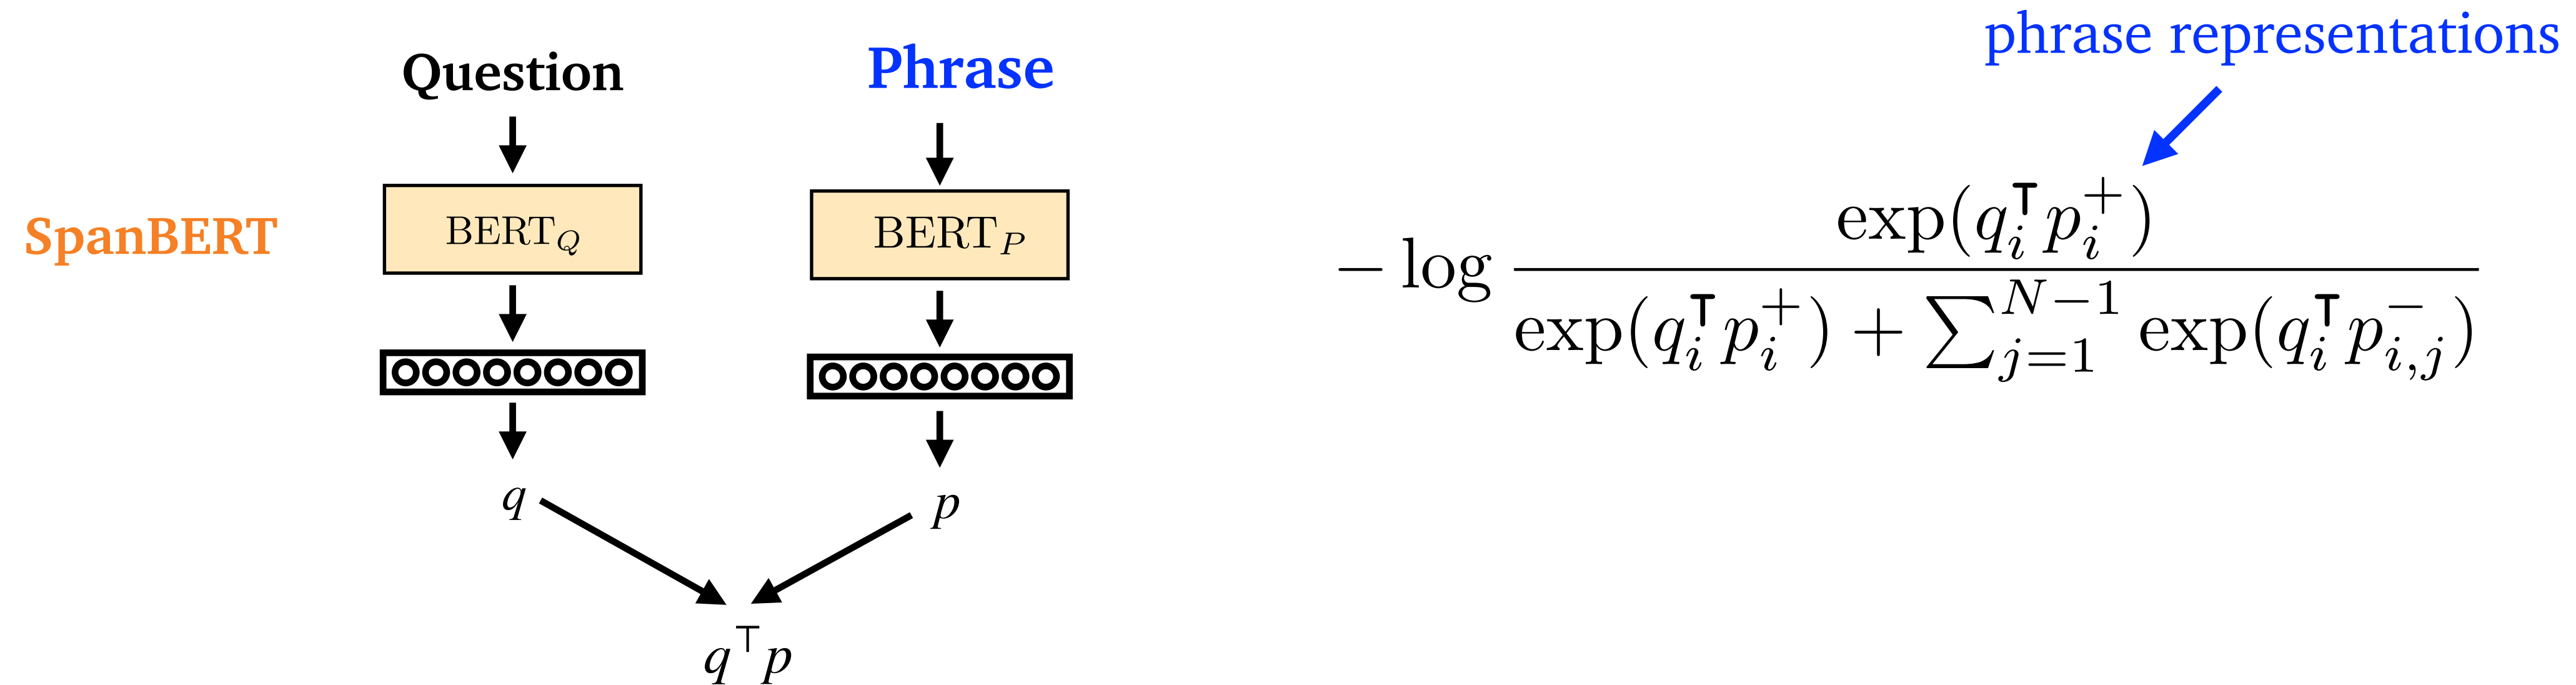 phrase representations
Question
Phrase
SpanBERT
BERT_Q
BERT_P
q
p
q^⊤p
− log exp(q_i^⊤ p_i^+) / exp(q_i^⊤ p_i^+) + ∑_{j=1}^{N−1} exp(q_i^⊤ p_{i,j}^−)